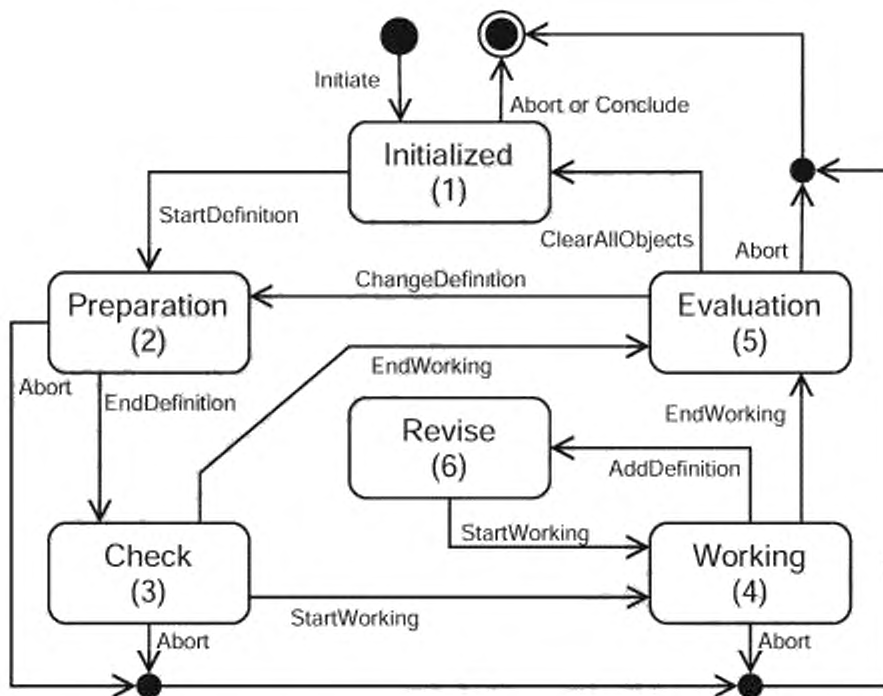 Initiate
Abort or Conclude
Initialized
(1)
StartDefinition
ClearAllObjects
Abort
ChangeDefinition
Preparation
(2)
Evaluation
(5)
Abort
EndDefinition
EndWorking
Revise
(6)
EndWorking
AddDefinition
StartWorking
Check
(3)
Working
(4)
StartWorking
Abort
Abort